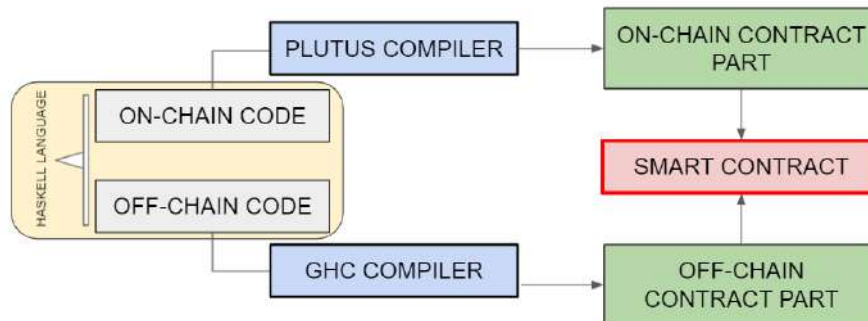 PLUTUS COMPILER
ON-CHAIN CONTRACT
PART
HASKELL LANGUAGE
ON-CHAIN CODE
SMART CONTRACT
OFF-CHAIN CODE
GHC COMPILER
OFF-CHAIN
CONTRACT PART